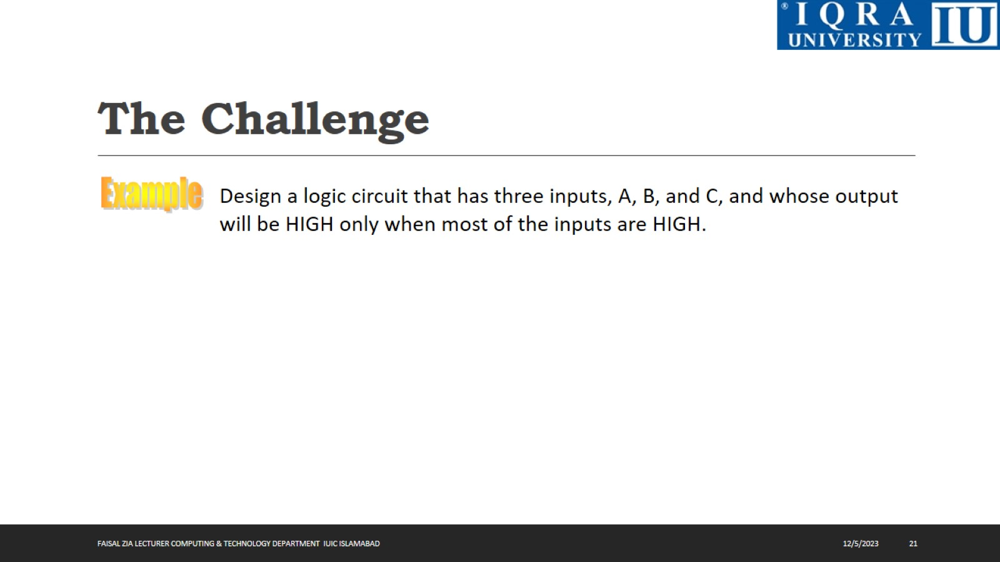 ® IQRA
UNIVERSITY IU
The Challenge
Example Design a logic circuit that has three inputs, A, B, and C, and whose output
will be HIGH only when most of the inputs are HIGH.
FAISAL ZIA LECTURER COMPUTING & TECHNOLOGY DEPARTMENT IUIC ISLAMABAD 12/5/2023 21